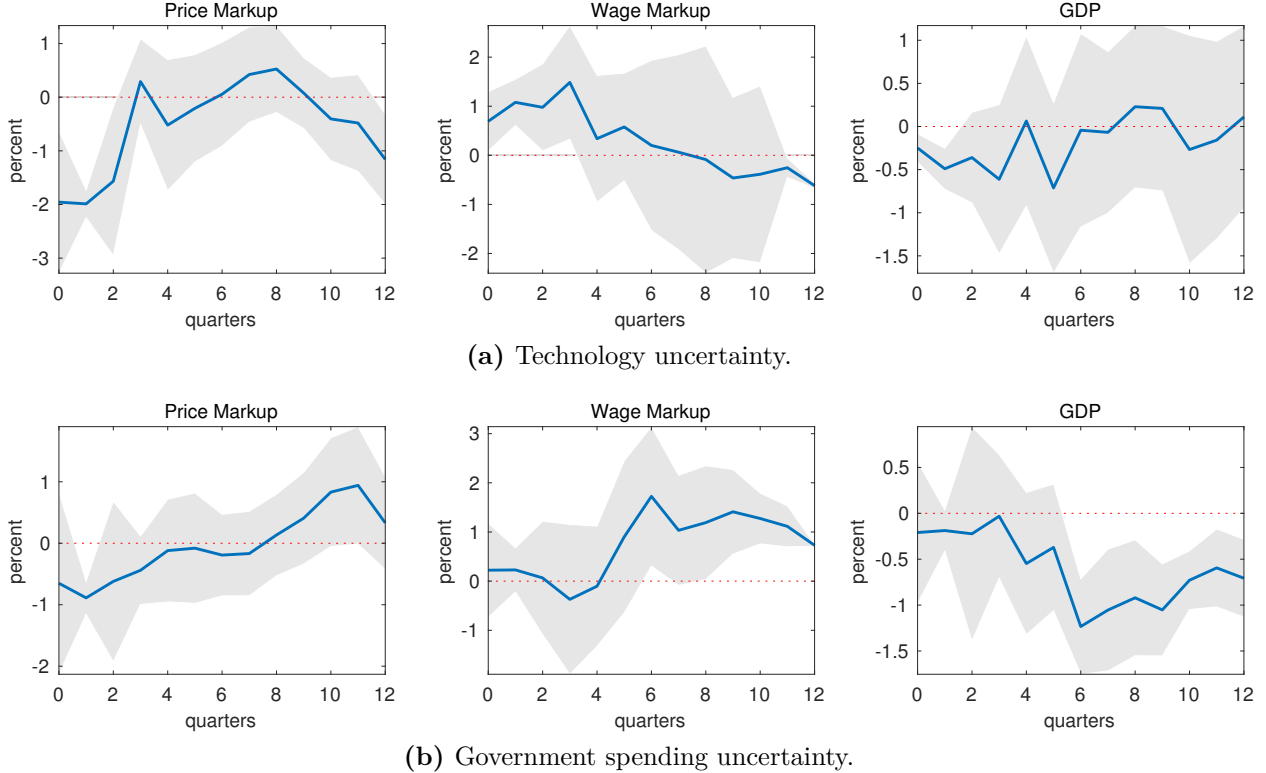 Price Markup
Wage Markup
GDP
percent
1
0
-1
-2
-3
0 2 4 6 8 10 12
quarters
percent
2
1
0
-1
-2
0 2 4 6 8 10 12
quarters
percent
1
0.5
0
-0.5
-1
-1.5
0 2 4 6 8 10 12
quarters
(a) Technology uncertainty.
Price Markup
Wage Markup
GDP
percent
1
0
-1
-2
0 2 4 6 8 10 12
quarters
percent
3
2
1
0
-1
0 2 4 6 8 10 12
quarters
percent
0.5
0
-0.5
-1
-1.5
0 2 4 6 8 10 12
quarters
(b) Government spending uncertainty.